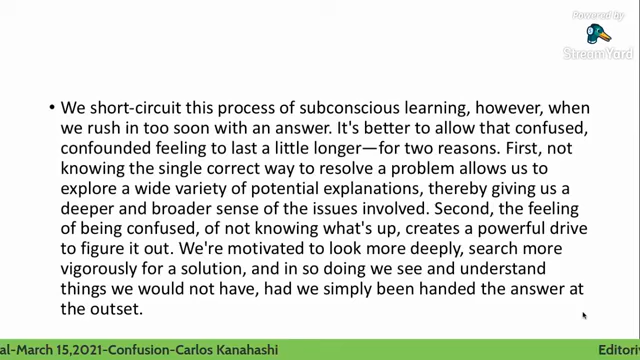 Powered by
StreamYard
• We short-circuit this process of subconscious learning, however, when
we rush in too soon with an answer. It's better to allow that confused,
confounded feeling to last a little longer—for two reasons. First, not
knowing the single correct way to resolve a problem allows us to
explore a wide variety of potential explanations, thereby giving us a
deeper and broader sense of the issues involved. Second, the feeling
of being confused, of not knowing what's up, creates a powerful drive
to figure it out. We're motivated to look more deeply, search more
vigorously for a solution, and in so doing we see and understand
things we would not have, had we simply been handed the answer at
the outset.
al-March 15,2021-Confusion-Carlos Kanahashi Editori